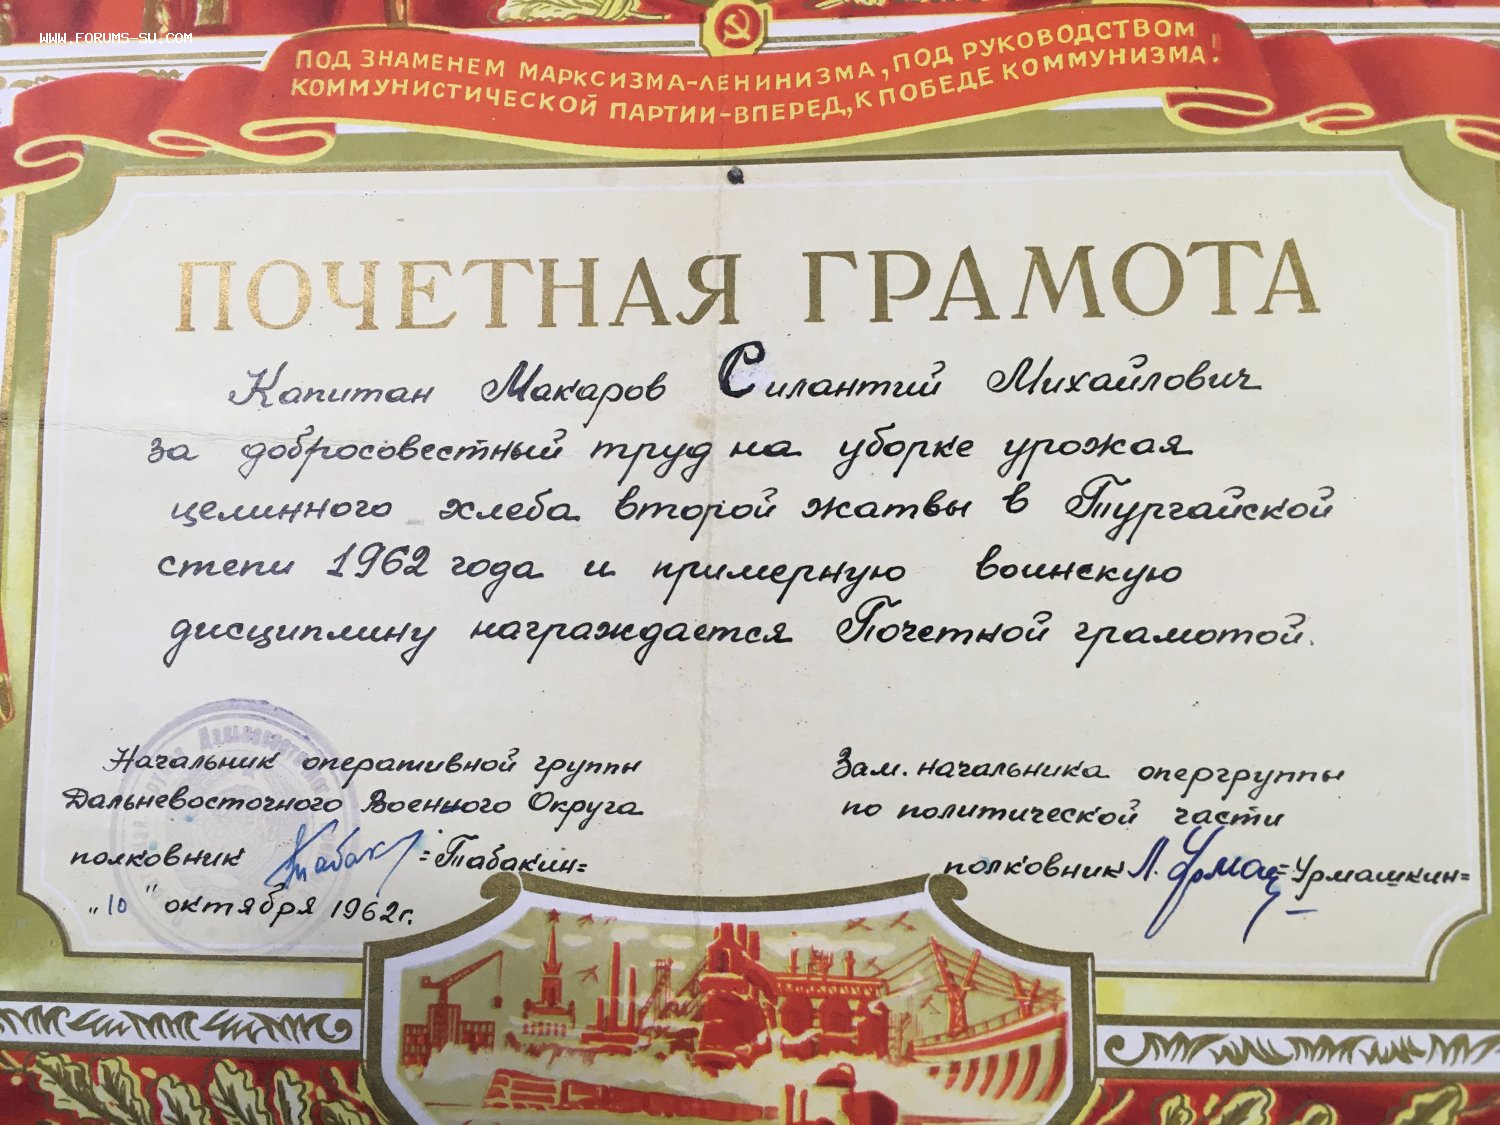 WWW.FORUMS-SU.COM
ПОД ЗНАМЕНЕМ МАРКСИЗМА-ЛЕНИНИЗМА, ПОД РУКОВОДСТВОМ
КОММУНИСТИЧЕСКОЙ ПАРТИИ-ВПЕРЕД, К ПОБЕДЕ КОММУНИЗМА!
ПОЧЕТНАЯ ГРАМОТА
Капитан Макаров Силантий Михайлович
за добросовестный труд на уборке урожая
целинного хлеба второй жатвы в Тургайской
степи 1962 года и примерную воинскую
дисциплину награждается Почетной грамотой.
Начальник оперативной группы
Дальневосточного Военного Округа
полковник =Табакин=
„10" октября 1962г.
Зам. начальника опергруппы
по политической части
полковник =Урмашкин=